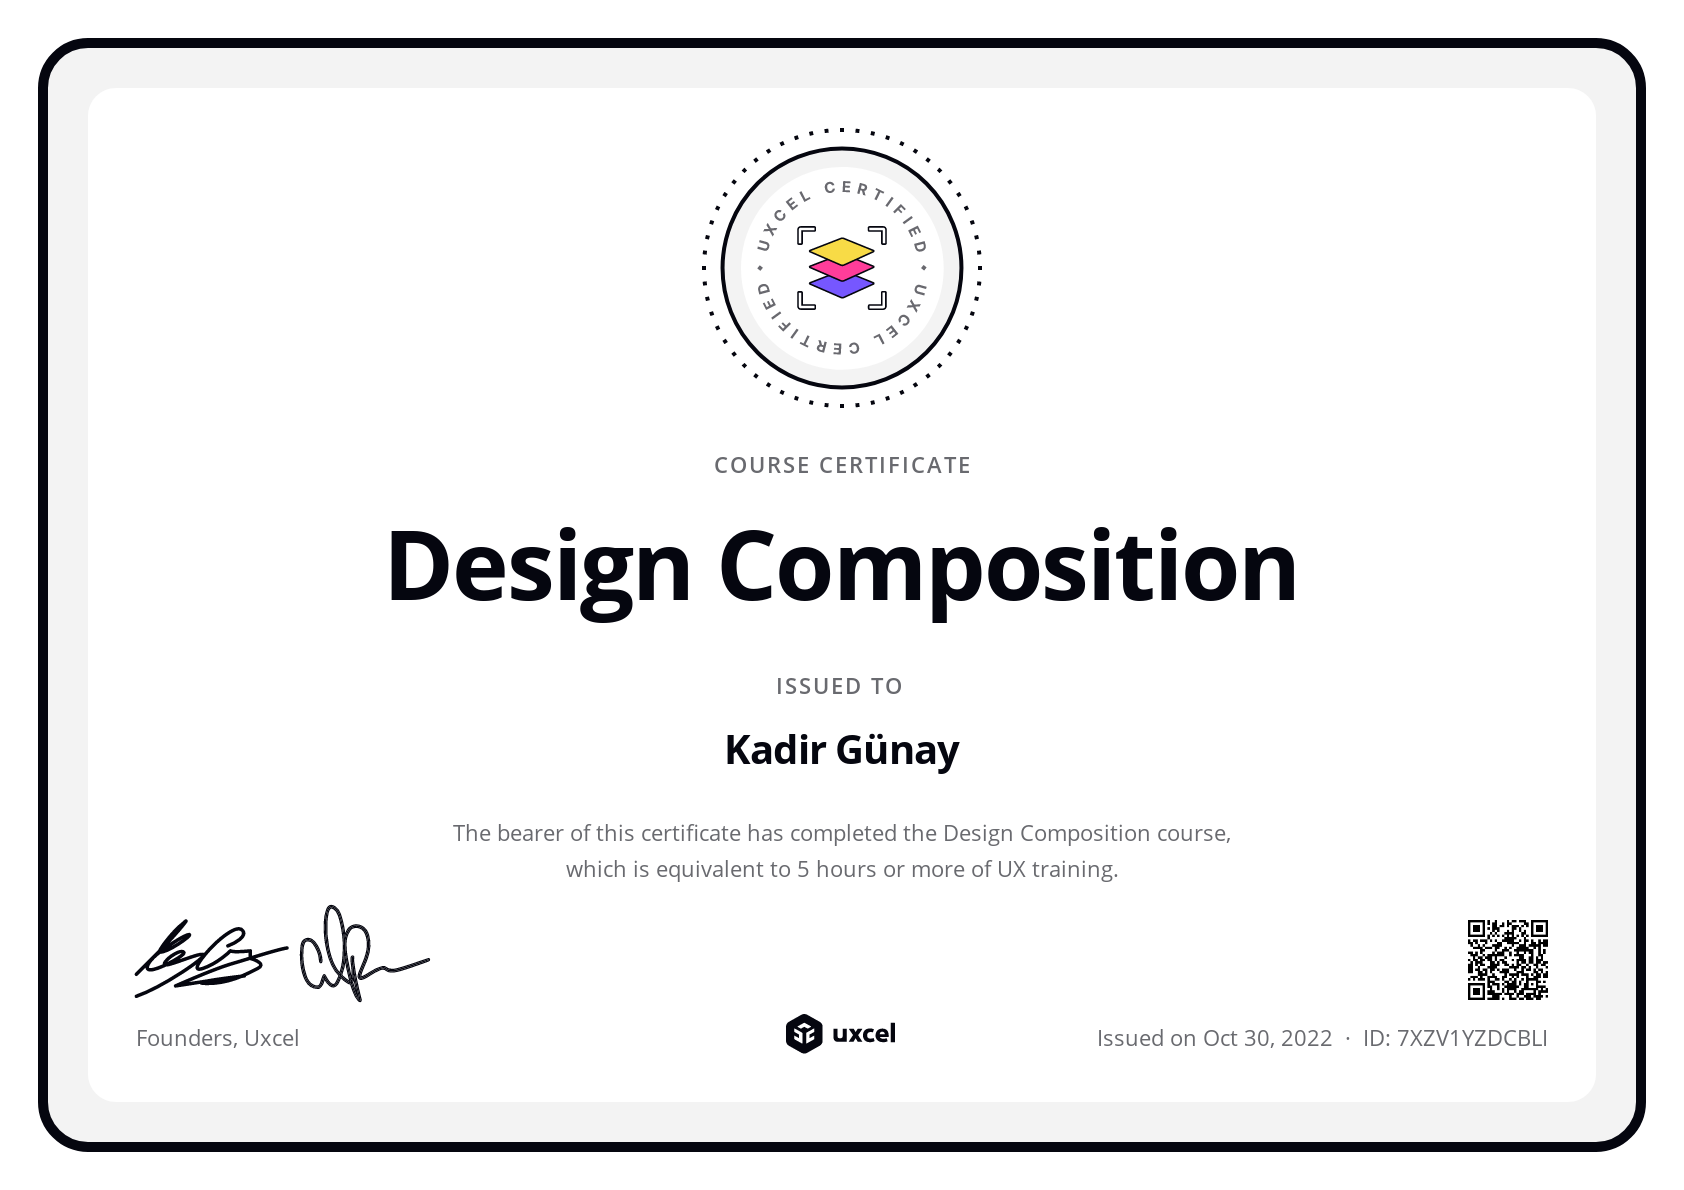 UXCEL CERTIFIED • UXCEL CERTIFIED •
COURSE CERTIFICATE
Design Composition
ISSUED TO
Kadir Günay
The bearer of this certificate has completed the Design Composition course,
which is equivalent to 5 hours or more of UX training.
Founders, Uxcel
uxcel
Issued on Oct 30, 2022 · ID: 7XZV1YZDCBLI